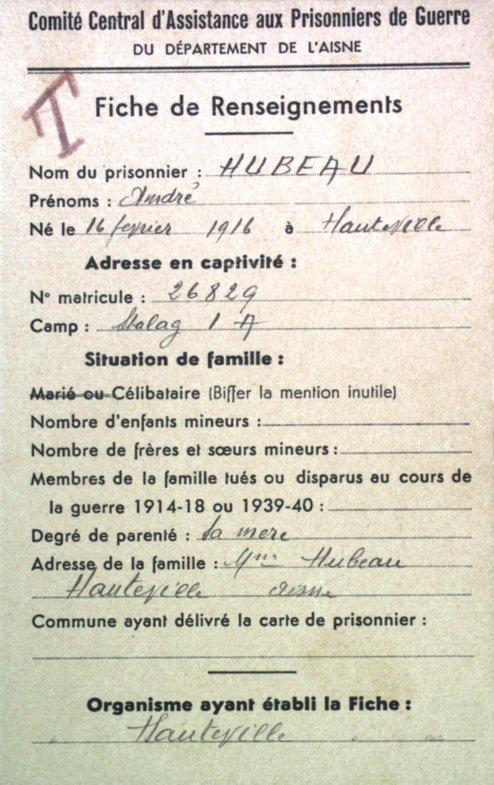 Comité Central d'Assistance aux Prisonniers de Guerre
DU DÉPARTEMENT DE L'AISNE
T
Fiche de Renseignements
Nom du prisonnier : HUBEAU
Prénoms : André
Né le 16 fevrier 1916 à Hauteville
Adresse en captivité :
N° matricule : 26829
Camp : Stalag 1 A
Situation de famille :
Marié ou Célibataire (Biffer la mention inutile)
Nombre d'enfants mineurs :
Nombre de frères et sœurs mineurs :
Membres de la famille tués ou disparus au cours de
la guerre 1914-18 ou 1939-40 :
Degré de parenté : Sa mere
Adresse de la famille : Mme Hubeau
Hauteville Aisne
Commune ayant délivré la carte de prisonnier :
Organisme ayant établi la Fiche :
Hauteville